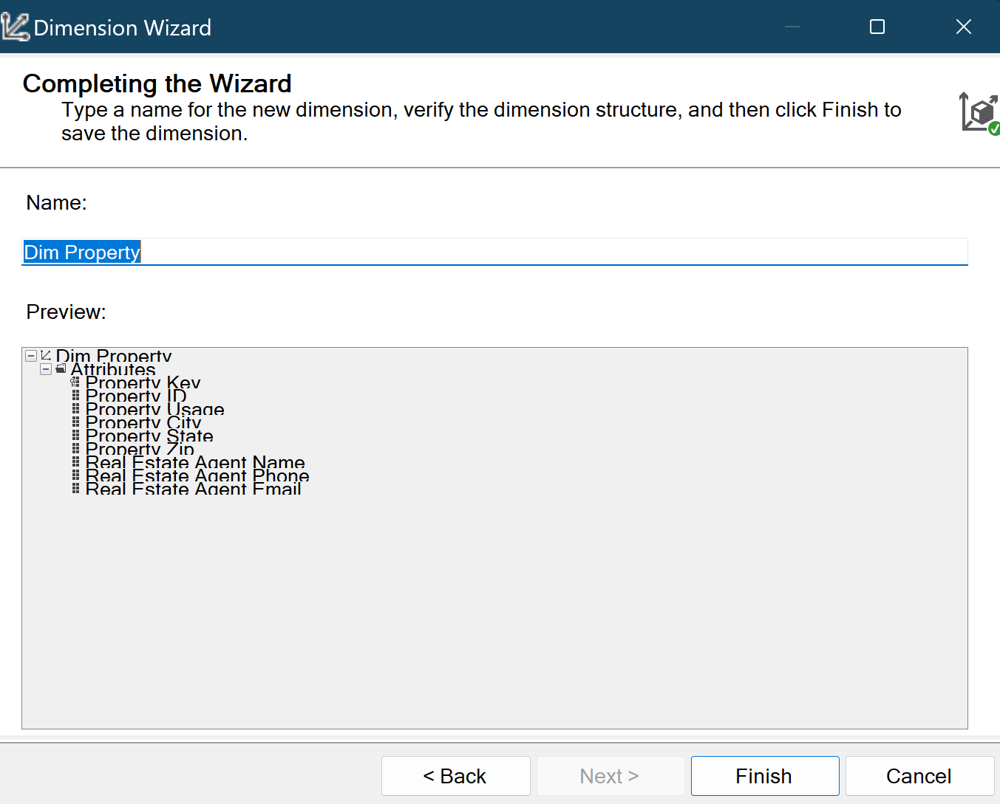 Dimension Wizard
Completing the Wizard
Type a name for the new dimension, verify the dimension structure, and then click Finish to
save the dimension.
Name:
Dim Property
Preview:
Dim Property
Attributes
Property Key
Property ID
Property Usage
Property City
Property State
Property Zip
Real Estate Agent Name
Real Estate Agent Phone
Real Estate Agent Email
< Back
Next >
Finish
Cancel